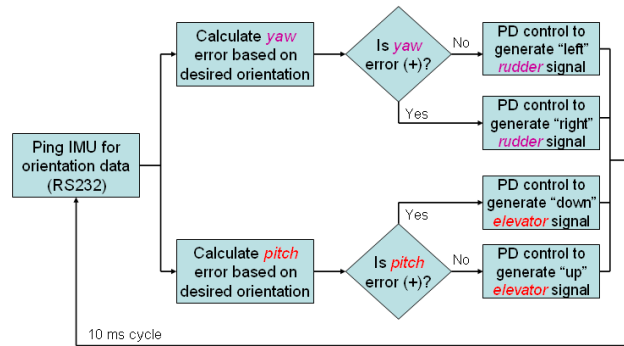 Calculate yaw
error based on
desired orientation
Is yaw
error (+)?
No
PD control to
generate “left”
rudder signal
Yes
PD control to
generate “right”
rudder signal
Ping IMU for
orientation data
(RS232)
Yes
PD control to
generate “down”
elevator signal
Calculate pitch
error based on
desired orientation
Is pitch
error (+)?
No
PD control to
generate “up”
elevator signal
10 ms cycle